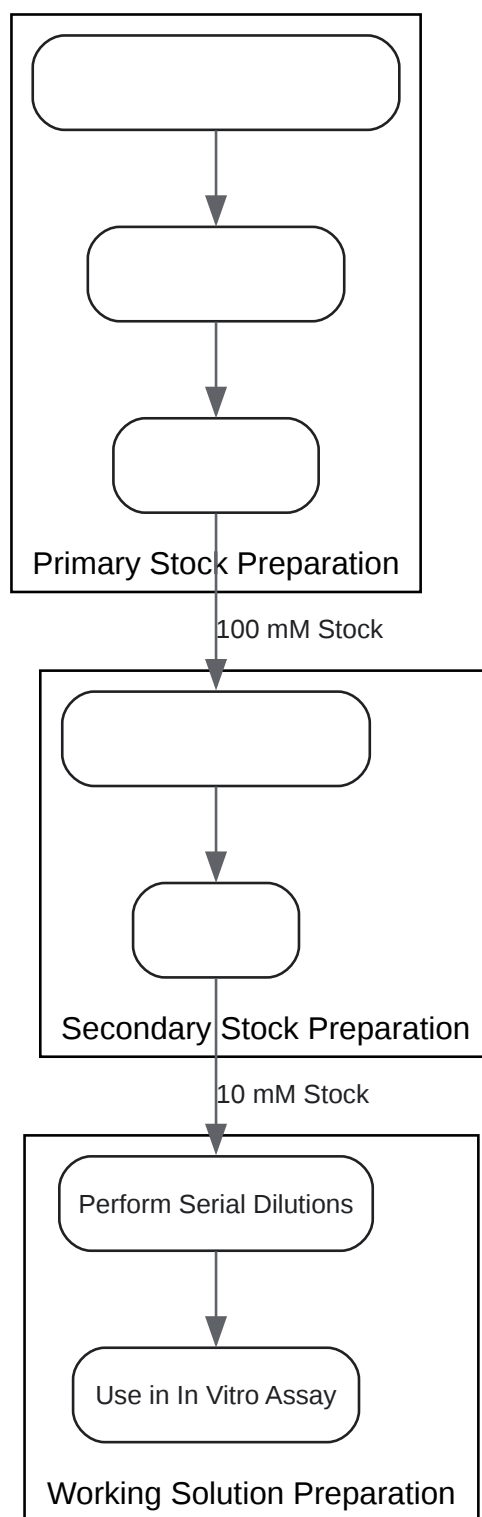 Primary Stock Preparation
100 mM Stock
Secondary Stock Preparation
10 mM Stock
Perform Serial Dilutions
Use in In Vitro Assay
Working Solution Preparation